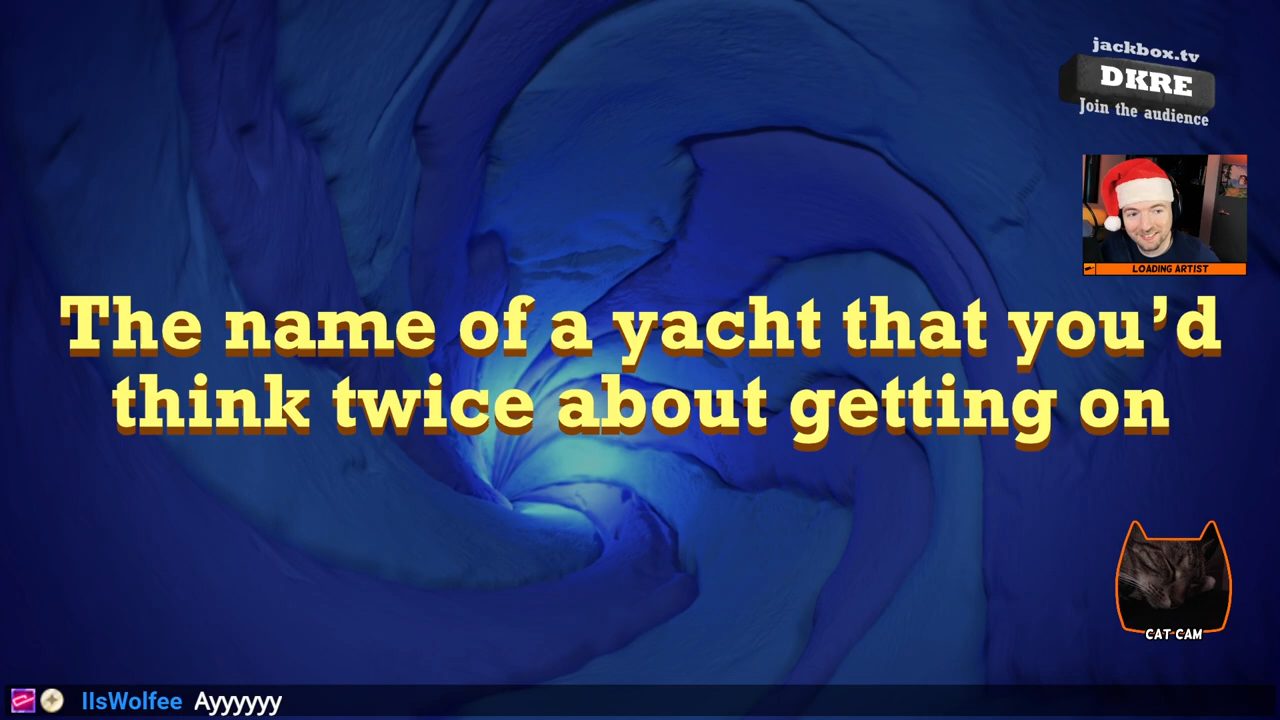 jackbox.tv
DKRE
Join the audience
LOADING ARTIST
The name of a yacht that you’d
think twice about getting on
CAT CAM
IIsWolfee Ayyyyyy